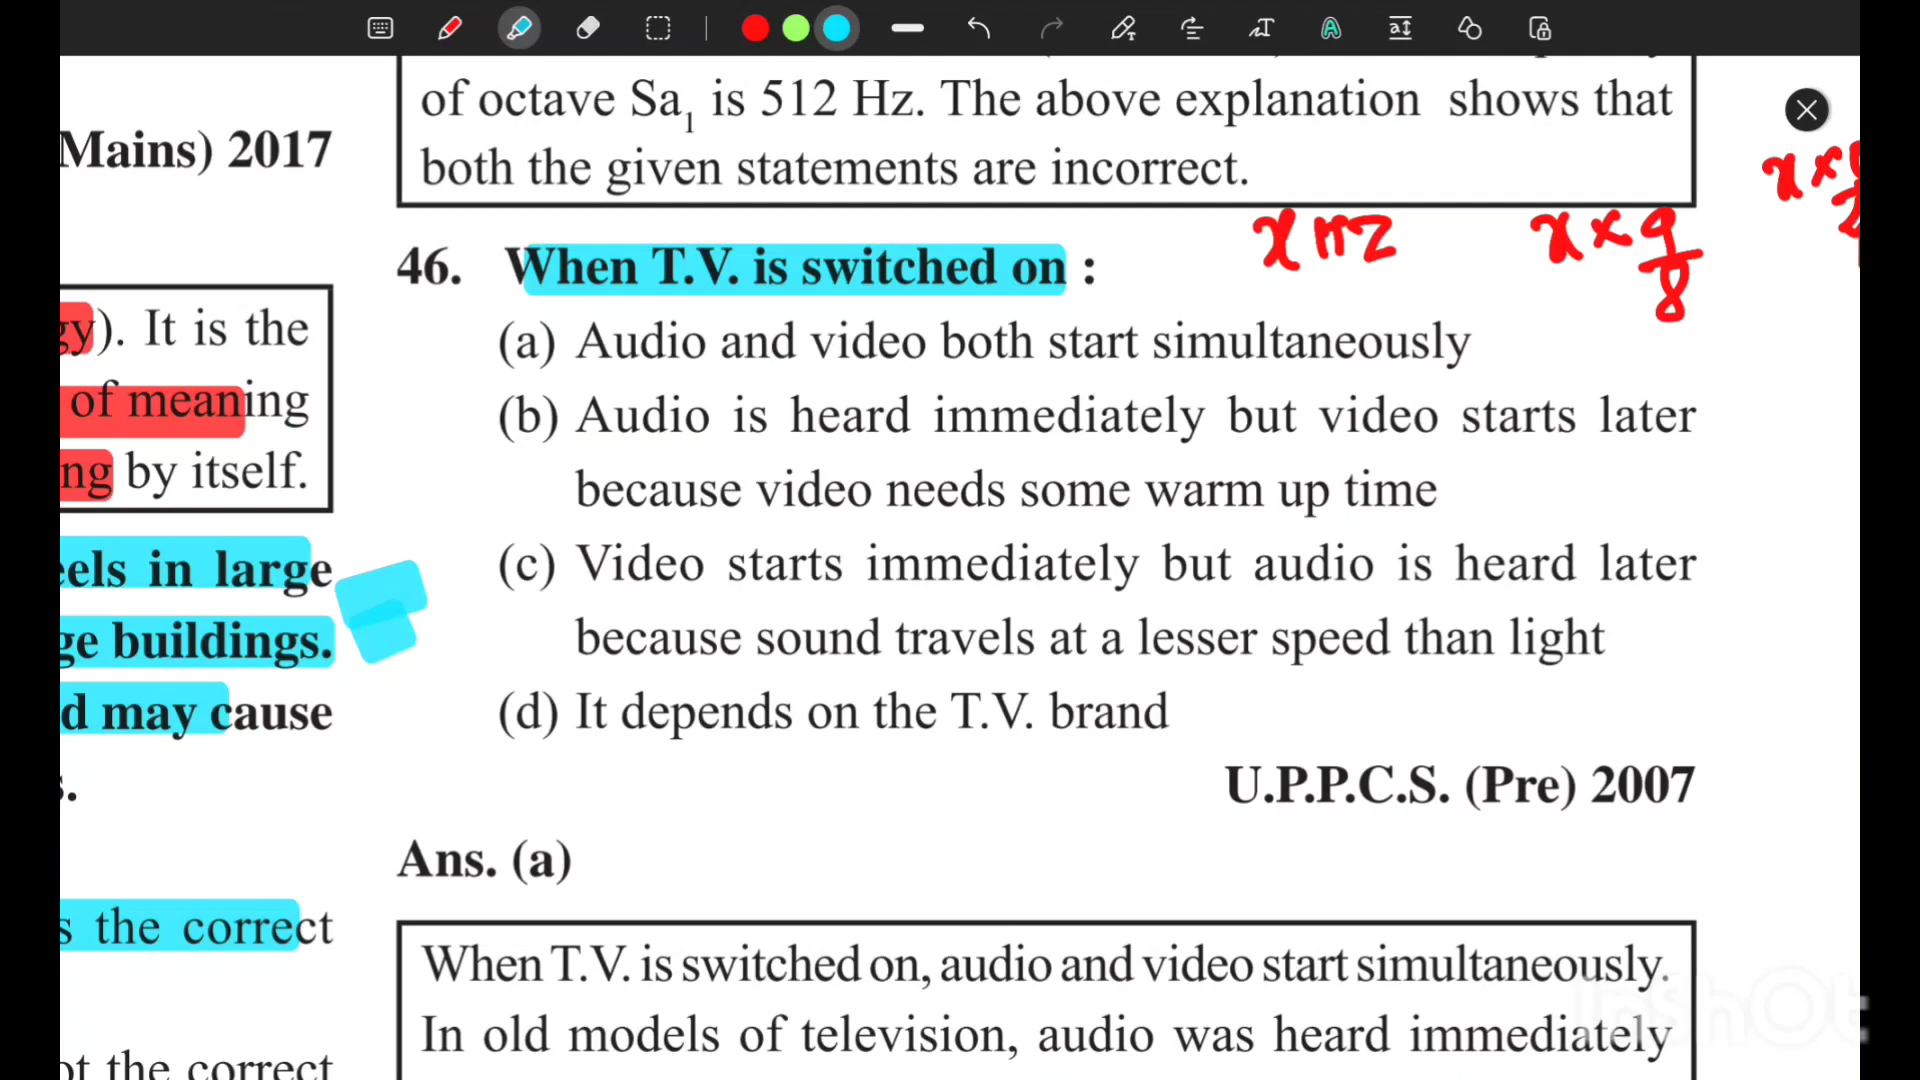 Mains) 2017
gy). It is the
of meaning
ng by itself.
eels in large
ge buildings.
d may cause
s.
s the correct
ot the correct
of octave Sa1 is 512 Hz. The above explanation shows that
both the given statements are incorrect.
x Hz x × 9/8
46. When T.V. is switched on :
(a) Audio and video both start simultaneously
(b) Audio is heard immediately but video starts later
because video needs some warm up time
(c) Video starts immediately but audio is heard later
because sound travels at a lesser speed than light
(d) It depends on the T.V. brand
U.P.P.C.S. (Pre) 2007
Ans. (a)
When T.V. is switched on, audio and video start simultaneously.
In old models of television, audio was heard immediately
InShOt